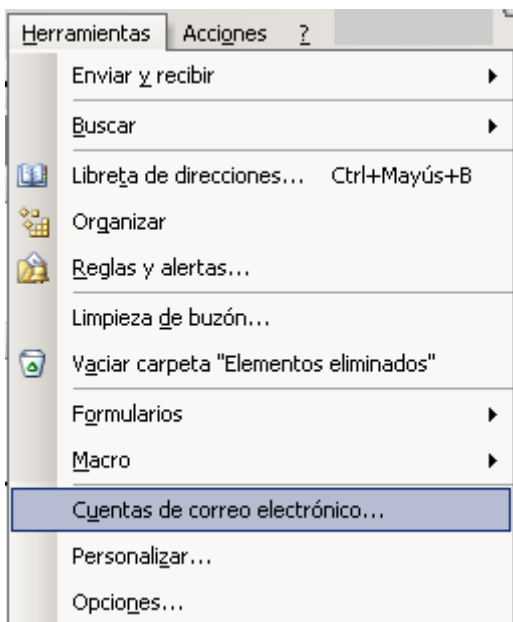 Herramientas Acciones ?
Enviar y recibir
Buscar
Libreta de direcciones... Ctrl+Mayús+B
Organizar
Reglas y alertas...
Limpieza de buzón...
Vaciar carpeta "Elementos eliminados"
Formularios
Macro
Cuentas de correo electrónico...
Personalizar...
Opciones...